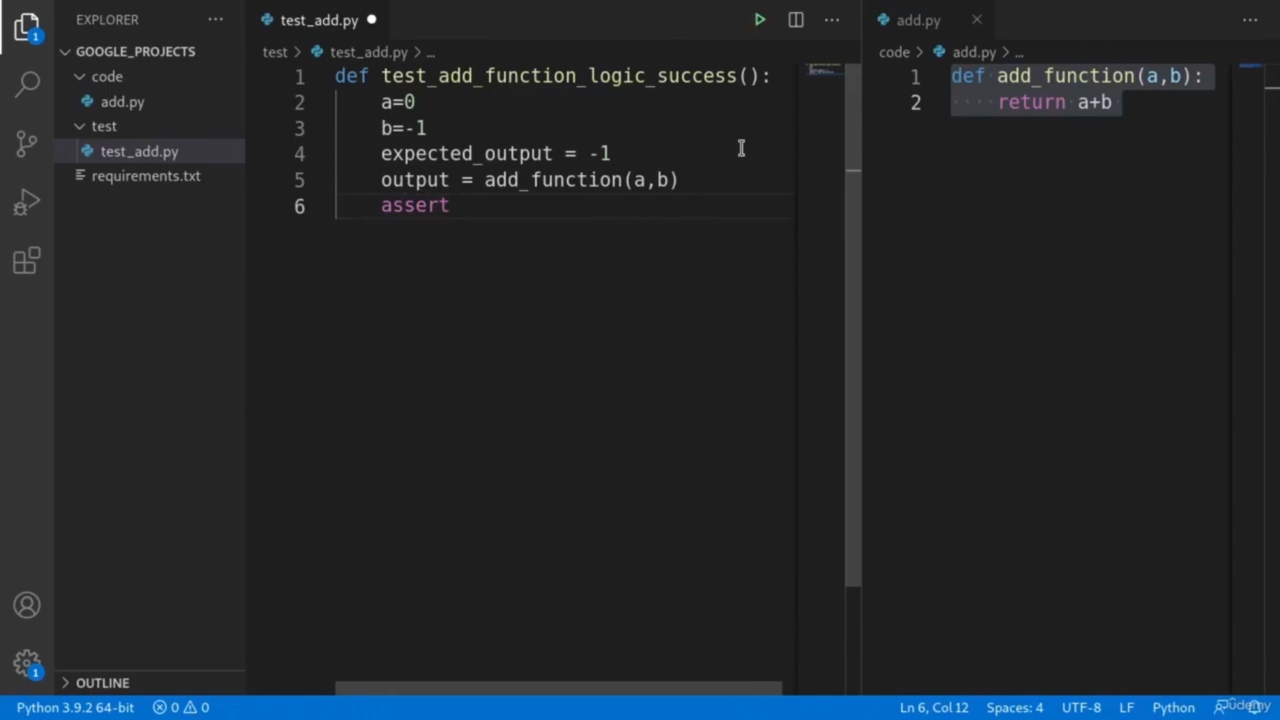 EXPLORER ···
GOOGLE_PROJECTS
code
add.py
test
test_add.py
requirements.txt
OUTLINE
test_add.py
test > test_add.py > ...
1 def test_add_function_logic_success():
2 a=0
3 b=-1
4 expected_output = -1
5 output = add_function(a,b)
6 assert
add.py
code > add.py > ...
1 def add_function(a,b):
2 ····return a+b
1
1
Python 3.9.2 64-bit 0 0 Ln 6, Col 12 Spaces: 4 UTF-8 LF Python
Udemy